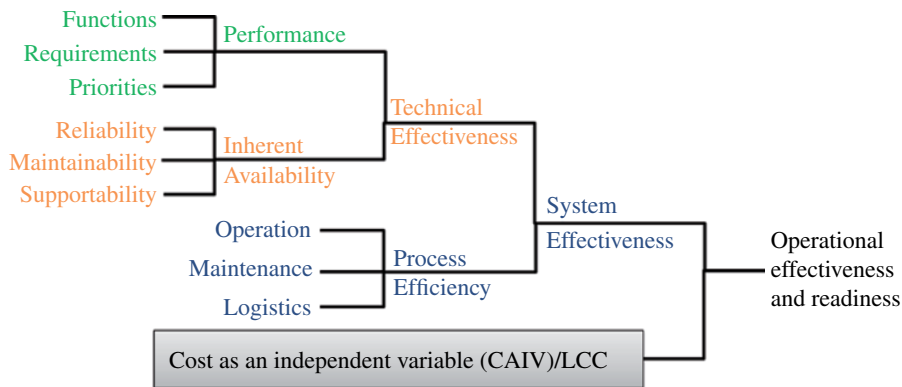 Functions
Performance
Requirements
Priorities
Technical
Effectiveness
Reliability
Inherent
Maintainability
Availability
Supportability
System
Effectiveness
Operation
Operational
effectiveness
and readiness
Process
Maintenance
Efficiency
Logistics
Cost as an independent variable (CAIV)/LCC